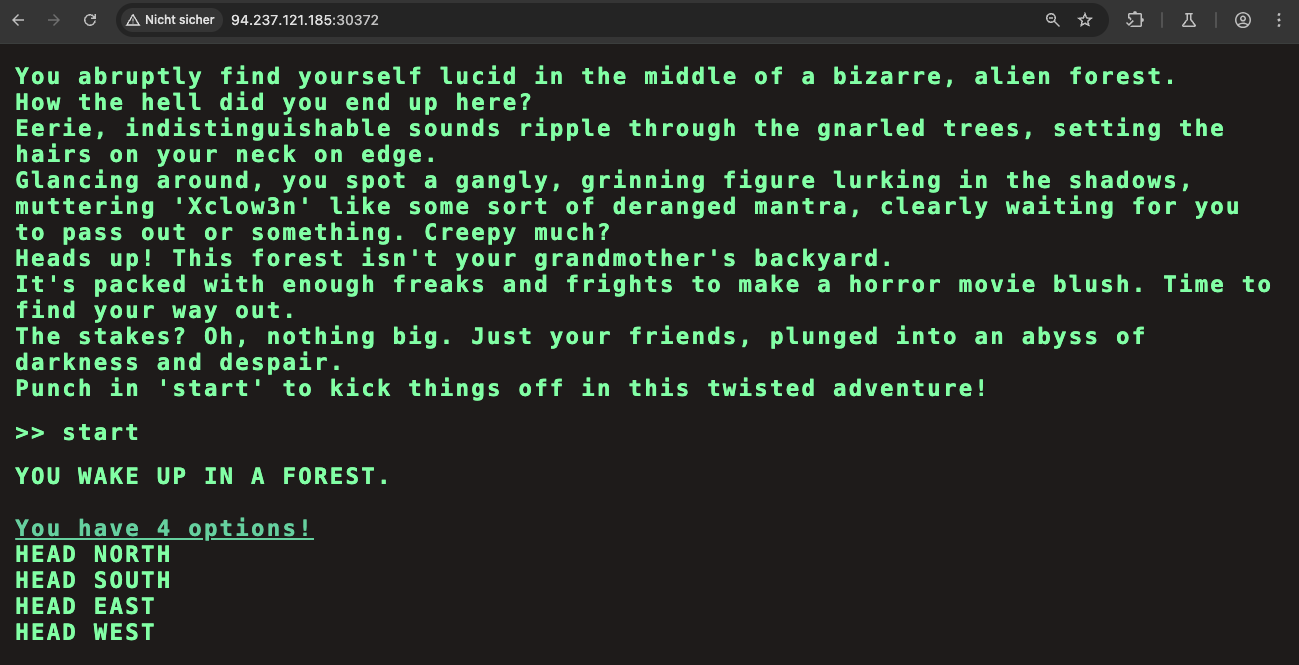 Nicht sicher 94.237.121.185:30372
You abruptly find yourself lucid in the middle of a bizarre, alien forest.
How the hell did you end up here?
Eerie, indistinguishable sounds ripple through the gnarled trees, setting the
hairs on your neck on edge.
Glancing around, you spot a gangly, grinning figure lurking in the shadows,
muttering 'Xclow3n' like some sort of deranged mantra, clearly waiting for you
to pass out or something. Creepy much?
Heads up! This forest isn't your grandmother's backyard.
It's packed with enough freaks and frights to make a horror movie blush. Time to
find your way out.
The stakes? Oh, nothing big. Just your friends, plunged into an abyss of
darkness and despair.
Punch in 'start' to kick things off in this twisted adventure!
>> start
YOU WAKE UP IN A FOREST.
You have 4 options!
HEAD NORTH
HEAD SOUTH
HEAD EAST
HEAD WEST